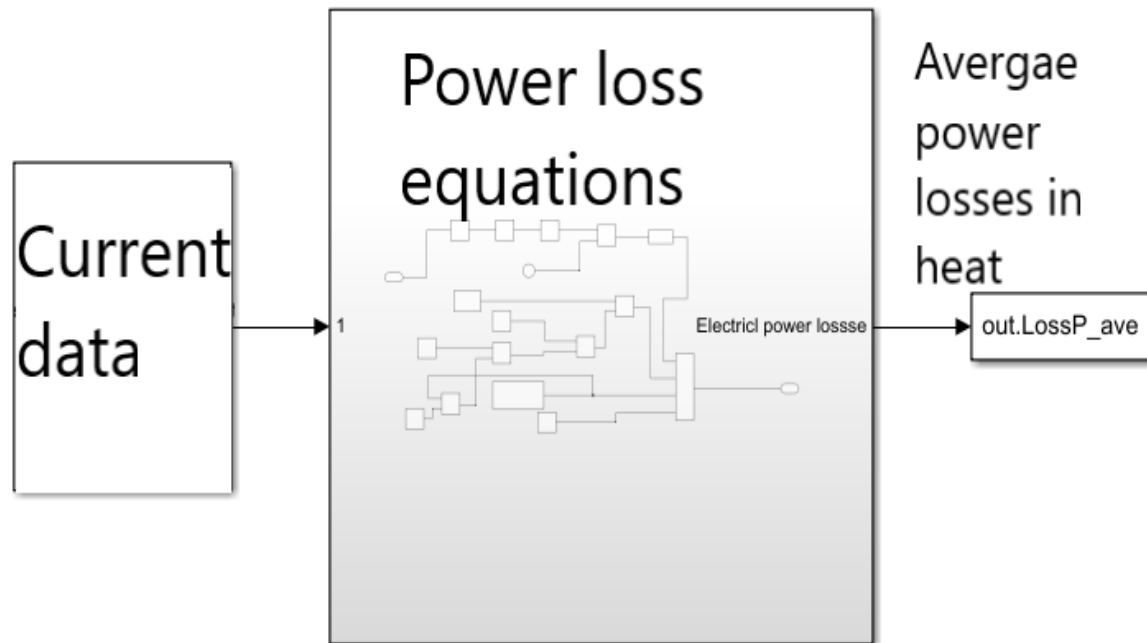 Current
data
Power loss
equations
1
Electricl power lossse
Avergae
power
losses in
heat
out.LossP_ave